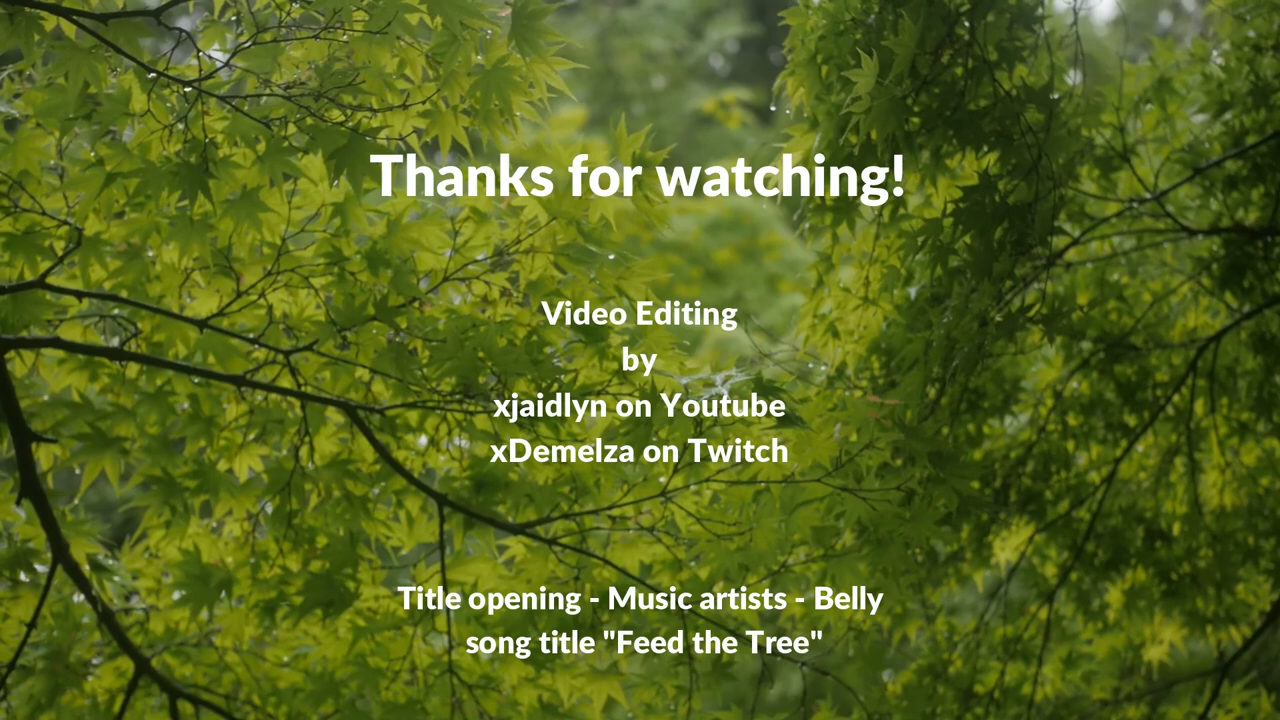 Thanks for watching!
Video Editing
by
xjaidlyn on Youtube
xDemelza on Twitch
Title opening - Music artists - Belly
song title "Feed the Tree"